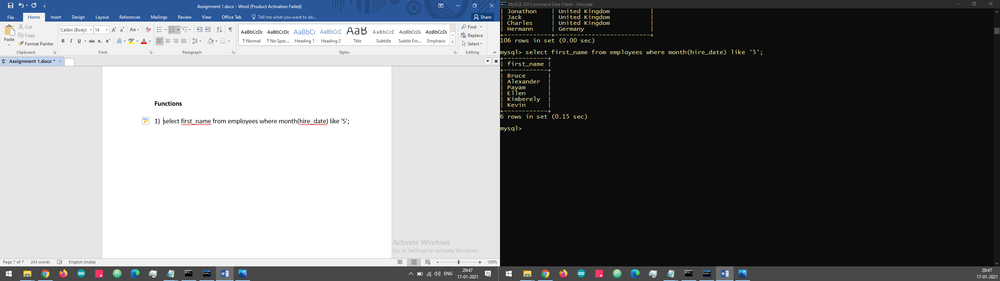 Assignment 1.docx - Word (Product Activation Failed)
File Home Insert Design Layout References Mailings Review View Office Tab Tell me what you want to do... Share
Paste
Cut
Copy
Format Painter
Clipboard
Calibri (Body) 14
Font
Paragraph
AaBbCcDc AaBbCcDc AaBbC( AaBbCcC AaB AaBbCcD AaBbCcDc AaBbCcDc
¶ Normal ¶ No Spac... Heading 1 Heading 2 Title Subtitle Subtle Em... Emphasis
Styles
Find
Replace
Select
Editing
Assignment 1.docx *
Functions
1) select first_name from employees where month(hire_date) like '5';
Activate Windows
Go to Settings to activate Windows.
Page 7 of 7 243 words English (India) 100%
ENG
20:47
17-01-2021
MySQL 8.0 Command Line Client - Unicode
| Jonathon | United Kingdom |
| Jack | United Kingdom |
| Charles | United Kingdom |
| Hermann | Germany |
+-------------+--------------------------+
106 rows in set (0.00 sec)
mysql> select first_name from employees where month(hire_date) like '5';
+------------+
| first_name |
+------------+
| Bruce |
| Alexander |
| Payam |
| Ellen |
| Kimberely |
| Kevin |
+------------+
6 rows in set (0.15 sec)
mysql>
20:47
17-01-2021